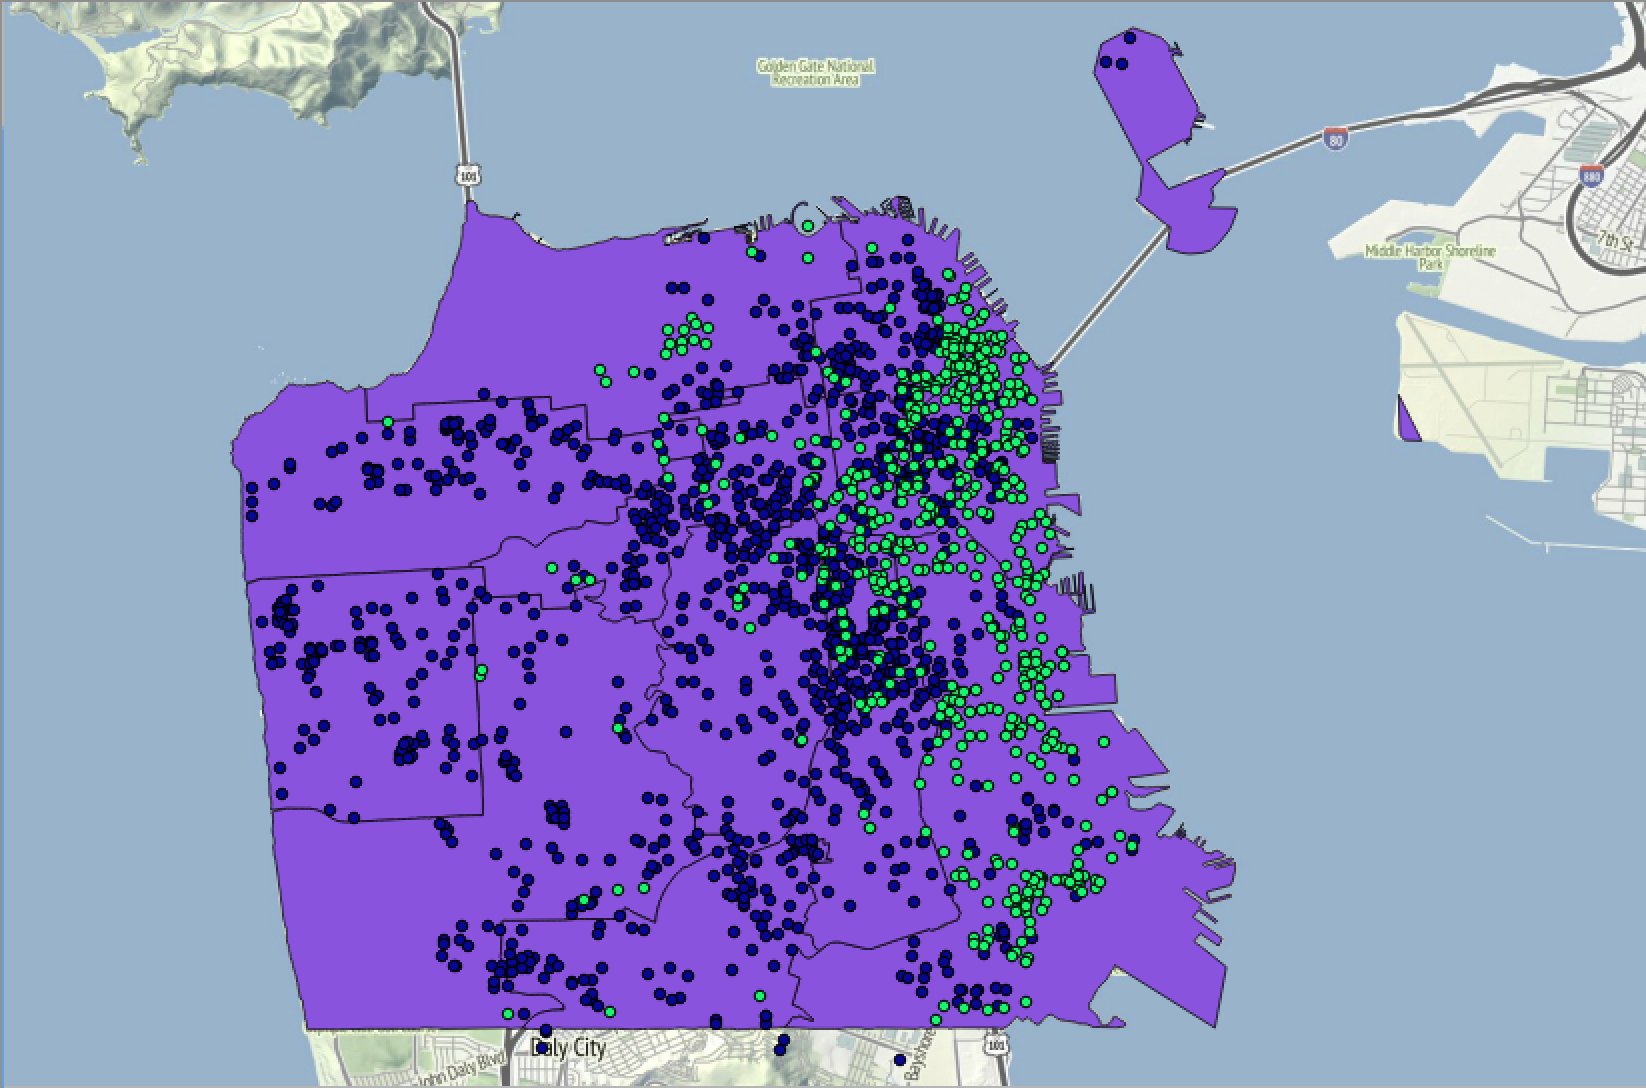 Golden Gate National
Recreation Area
80
101
880
7th St
Middle Harbor Shoreline
Park
Daly City
101
John Daly Blvd
Bayshore